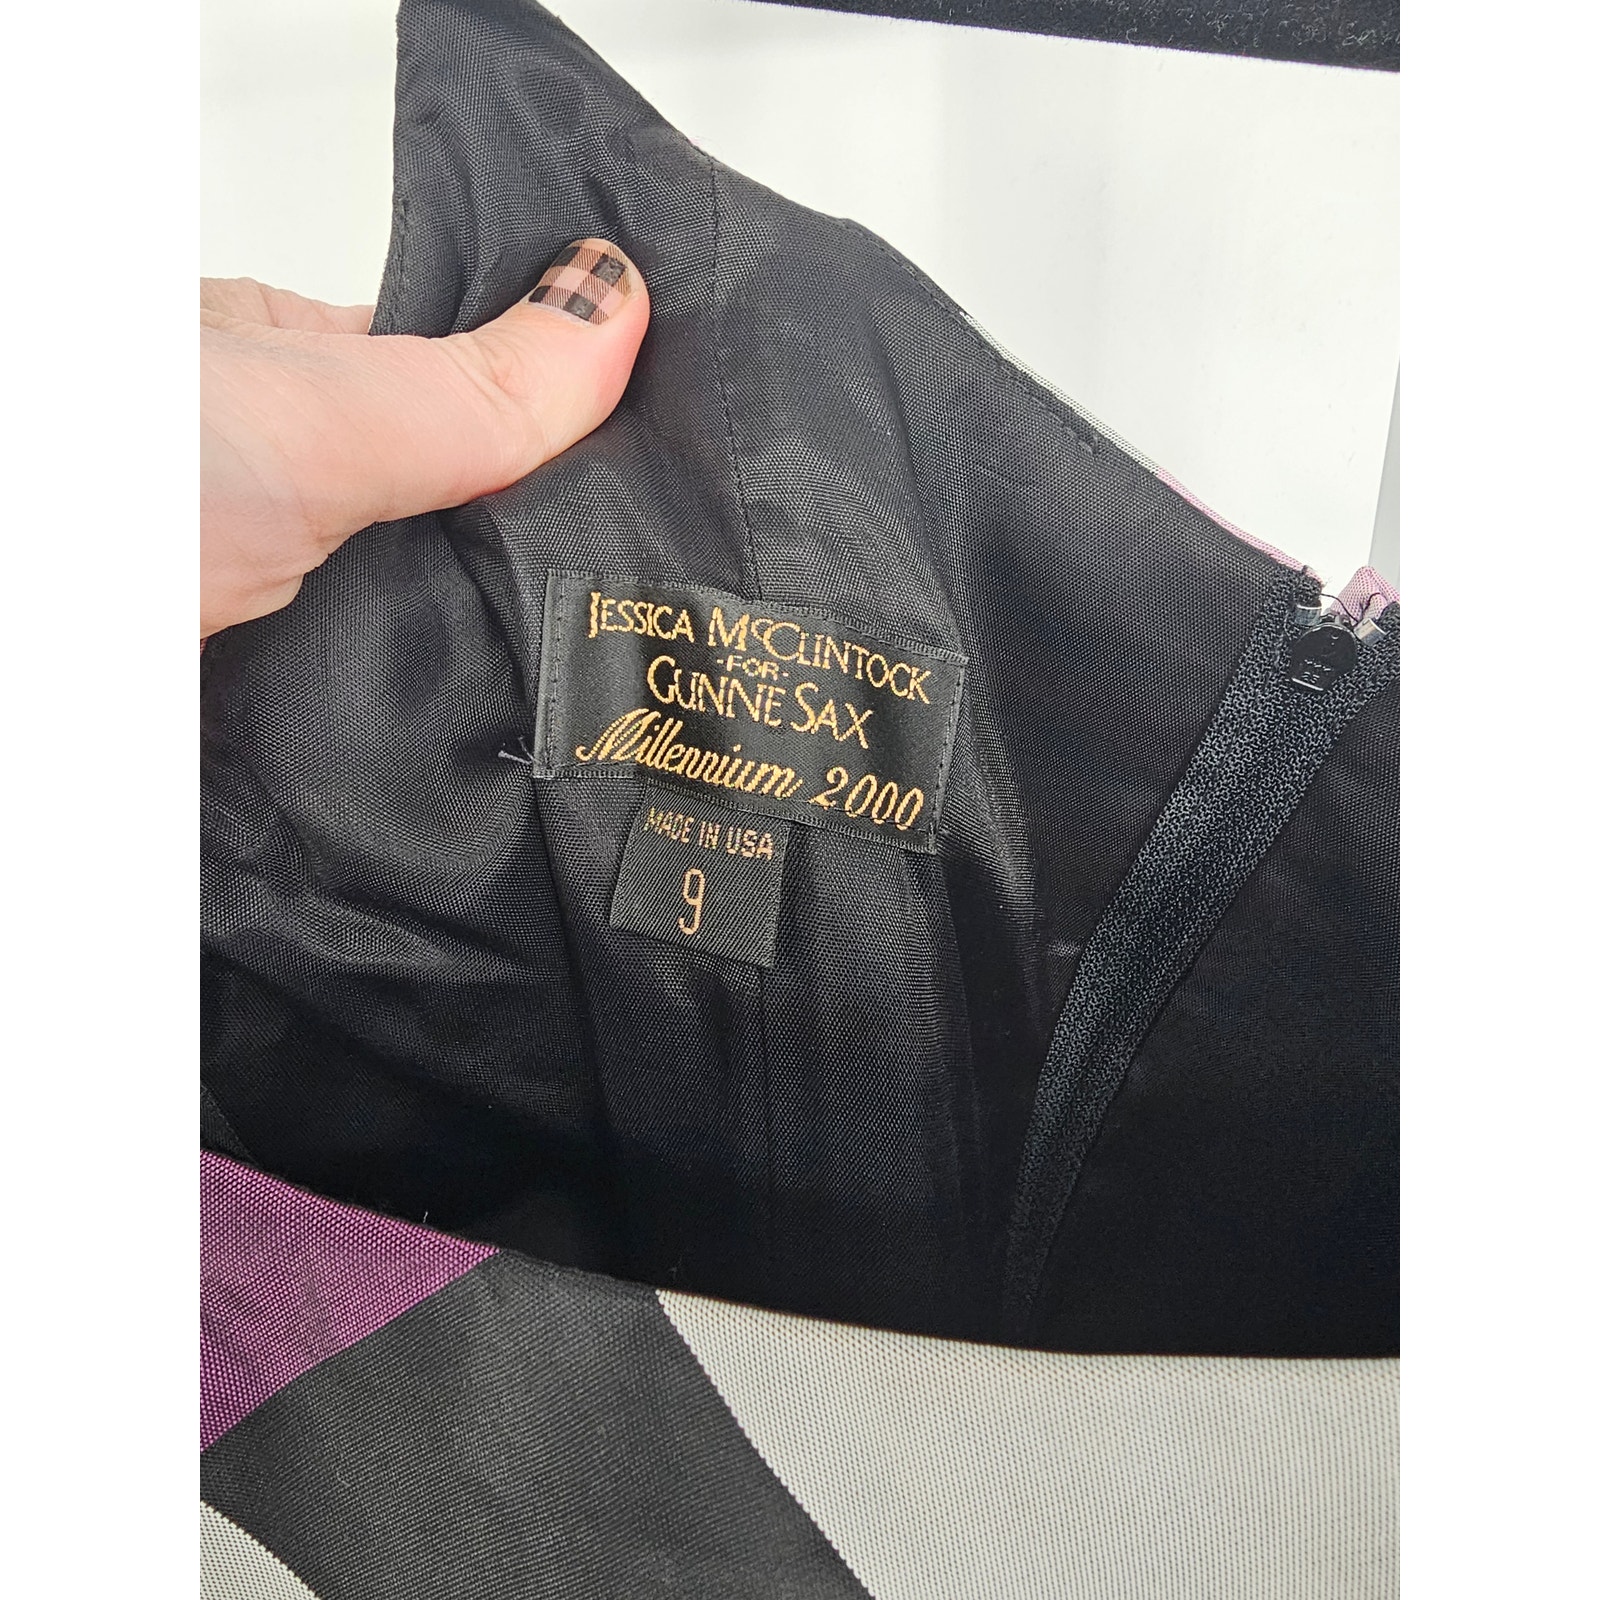 JESSICA McCLINTOCK
-FOR-
GUNNE SAX
Millennium 2000
MADE IN USA
9